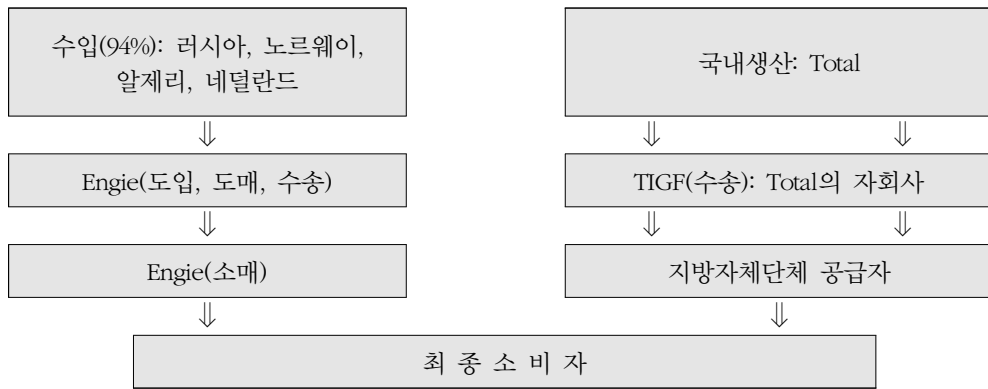 수입(94%): 러시아, 노르웨이,
알제리, 네덜란드
국내생산: Total
Engie(도입, 도매, 수송)
TIGF(수송): Total의 자회사
Engie(소매)
지방자체단체 공급자
최 종 소 비 자